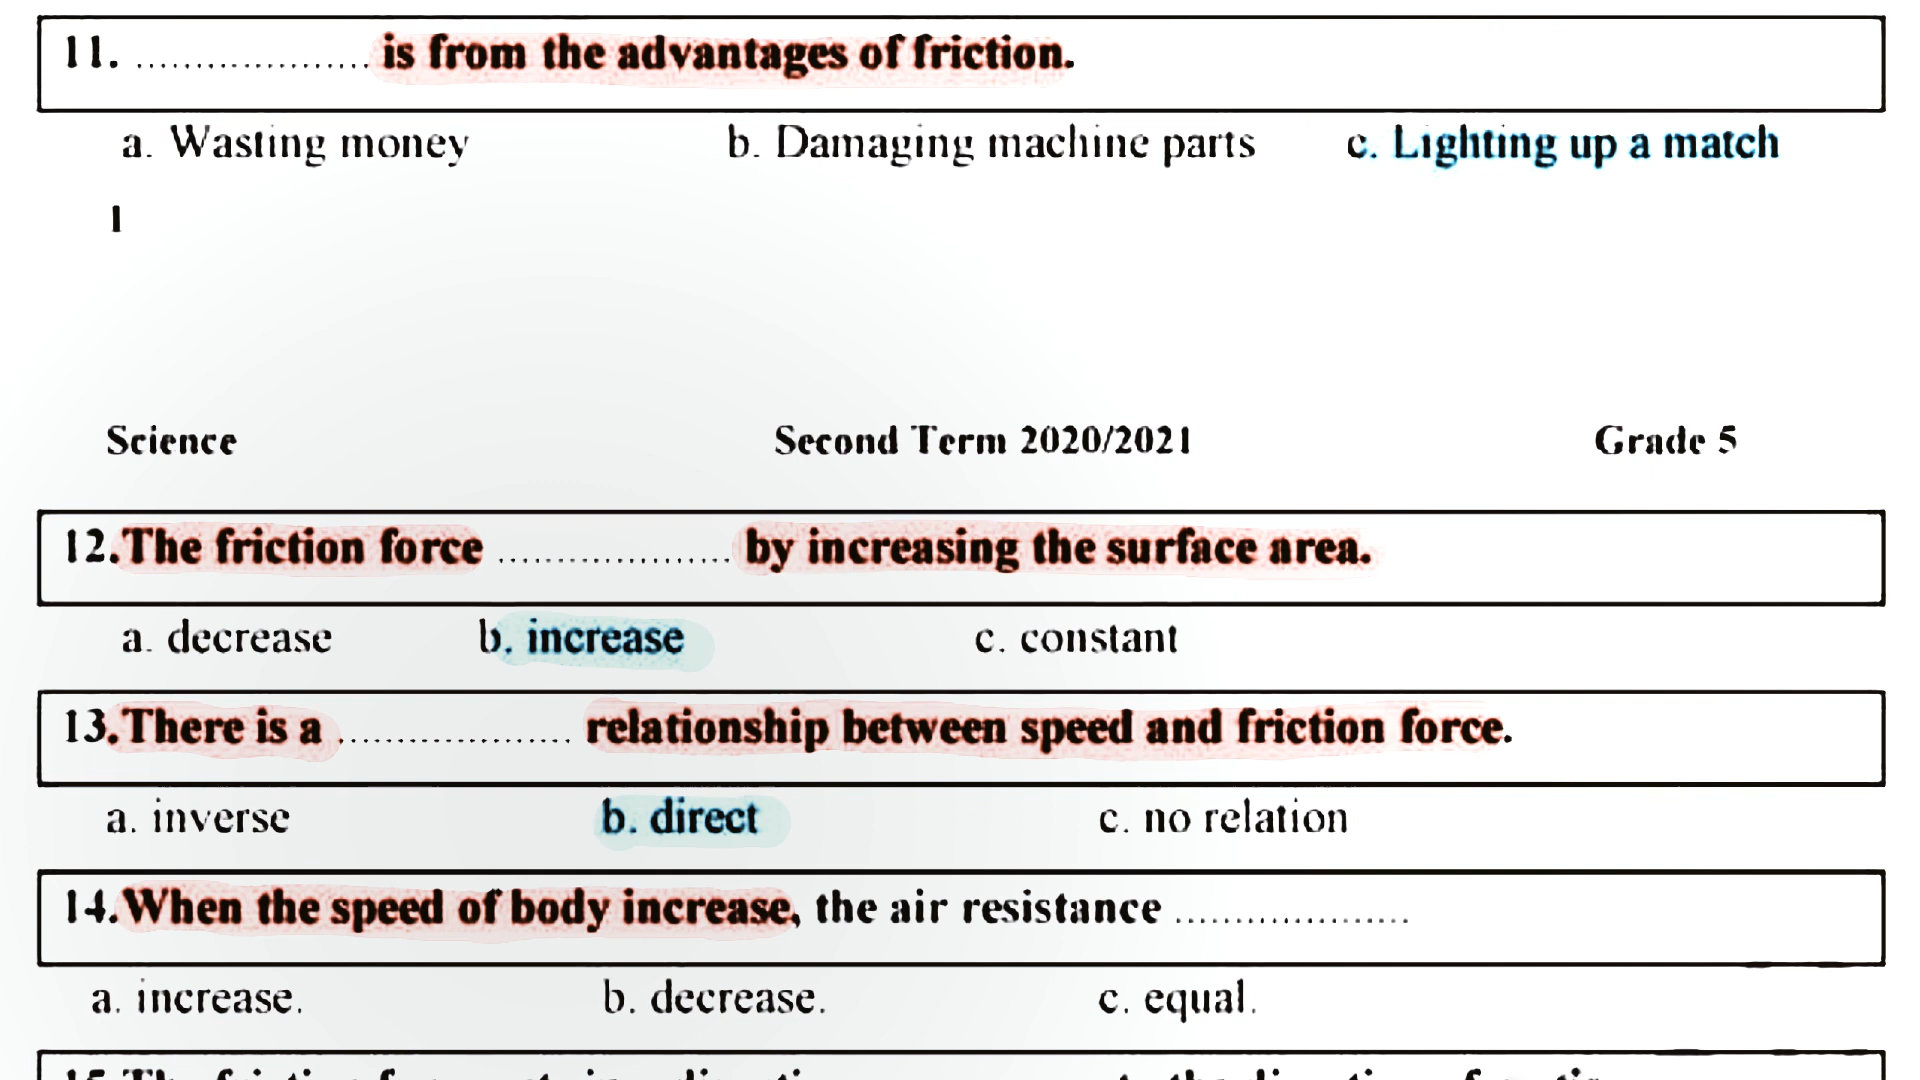 11. .................... is from the advantages of friction.
a. Wasting money b. Damaging machine parts c. Lighting up a match
1
Science Second Term 2020/2021 Grade 5
12.The friction force .................... by increasing the surface area.
a. decrease b. increase c. constant
13.There is a .................... relationship between speed and friction force.
a. inverse b. direct c. no relation
14.When the speed of body increase, the air resistance ....................
a. increase. b. decrease. c. equal.